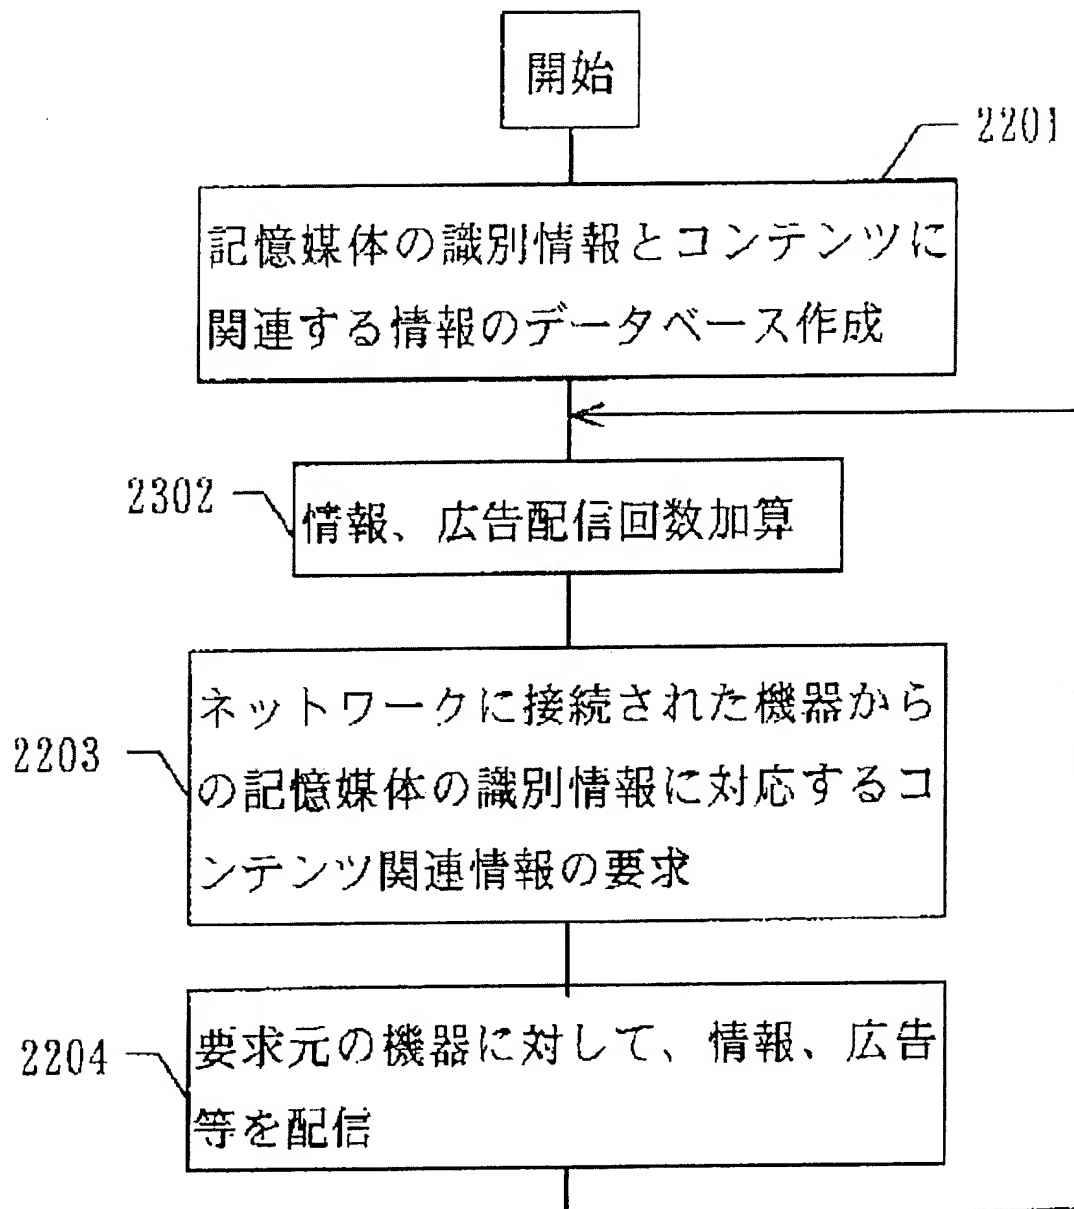 開始
2201
記憶媒体の識別情報とコンテンツに
関連する情報のデータベース作成
2302
情報、広告配信回数加算
ネットワークに接続された機器から
2203
の記憶媒体の識別情報に対応するコ
ンテンツ関連情報の要求
2204
要求元の機器に対して、情報、広告
等を配信